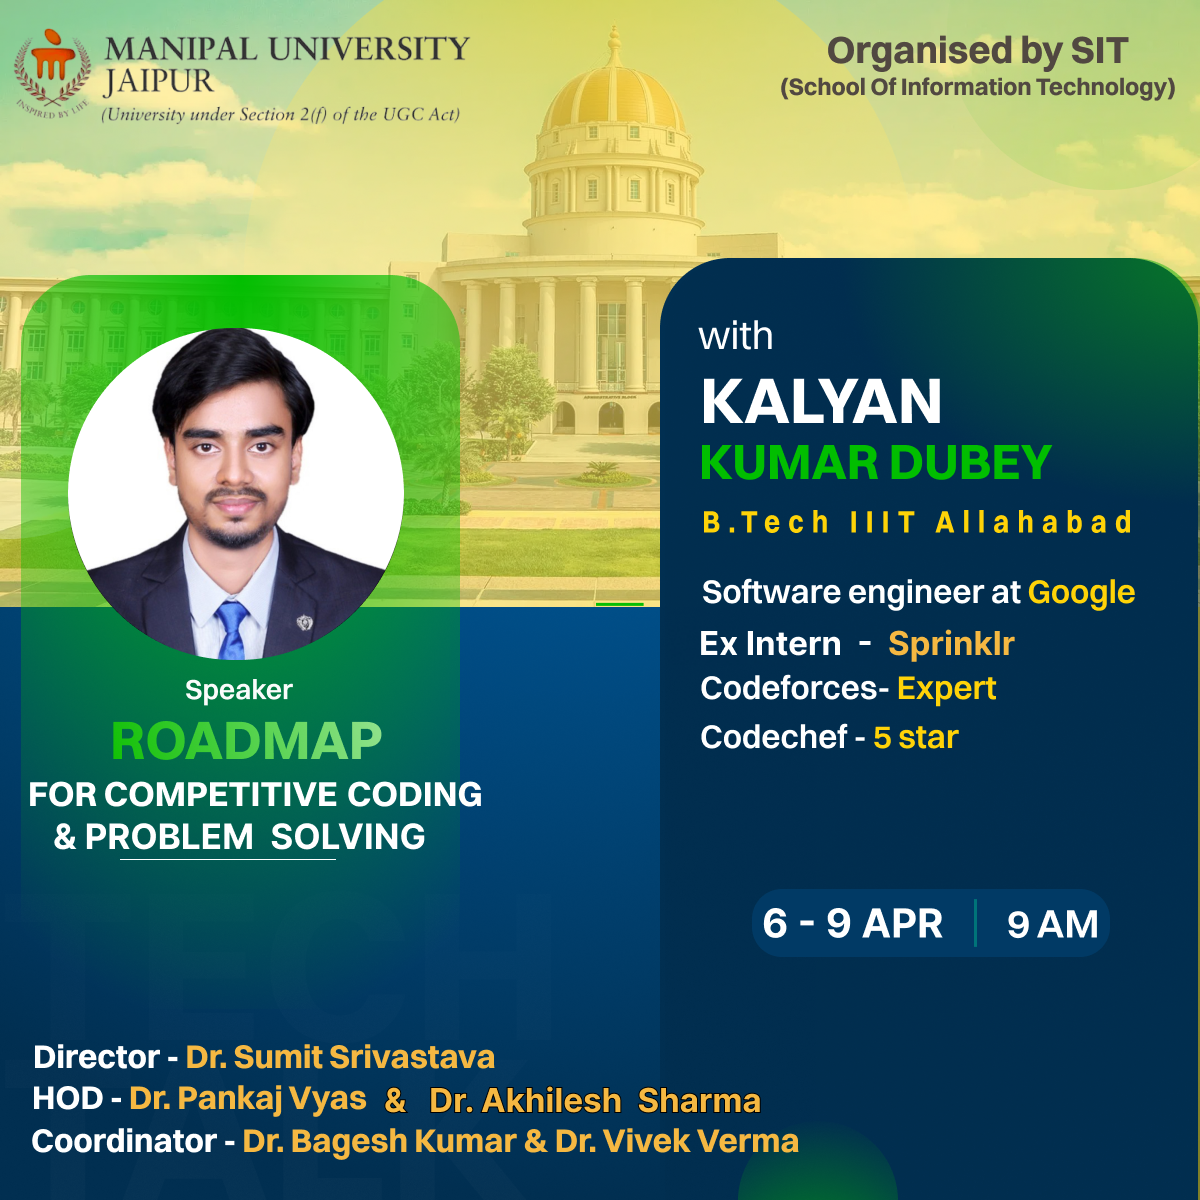 MANIPAL UNIVERSITY
JAIPUR
(University under Section 2(f) of the UGC Act)
INSPIRED BY LIFE
Organised by SIT
(School Of Information Technology)
with
KALYAN
KUMAR DUBEY
B.Tech IIIT Allahabad
Software engineer at Google
Ex Intern - Sprinklr
Codeforces- Expert
Codechef - 5 star
Speaker
ROADMAP
FOR COMPETITIVE CODING
& PROBLEM SOLVING
6 - 9 APR | 9 AM
TECH
TALK
Director - Dr. Sumit Srivastava
HOD - Dr. Pankaj Vyas & Dr. Akhilesh Sharma
Coordinator - Dr. Bagesh Kumar & Dr. Vivek Verma